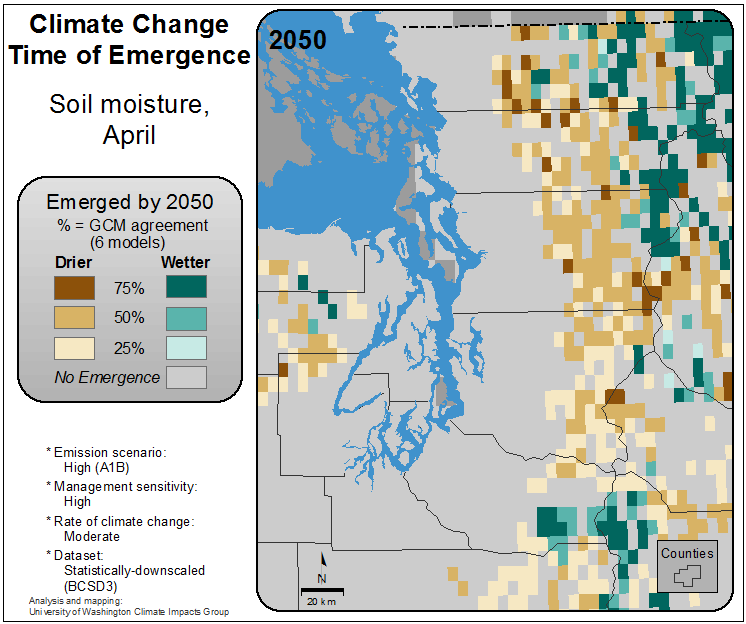 Climate Change
Time of Emergence
Soil moisture,
April
Emerged by 2050
% = GCM agreement
(6 models)
Drier Wetter
75%
50%
25%
No Emergence
* Emission scenario:
High (A1B)
* Management sensitivity:
High
* Rate of climate change:
Moderate
* Dataset:
Statistically-downscaled
(BCSD3)
Analysis and mapping:
University of Washington Climate Impacts Group
2050
N
20 km
Counties